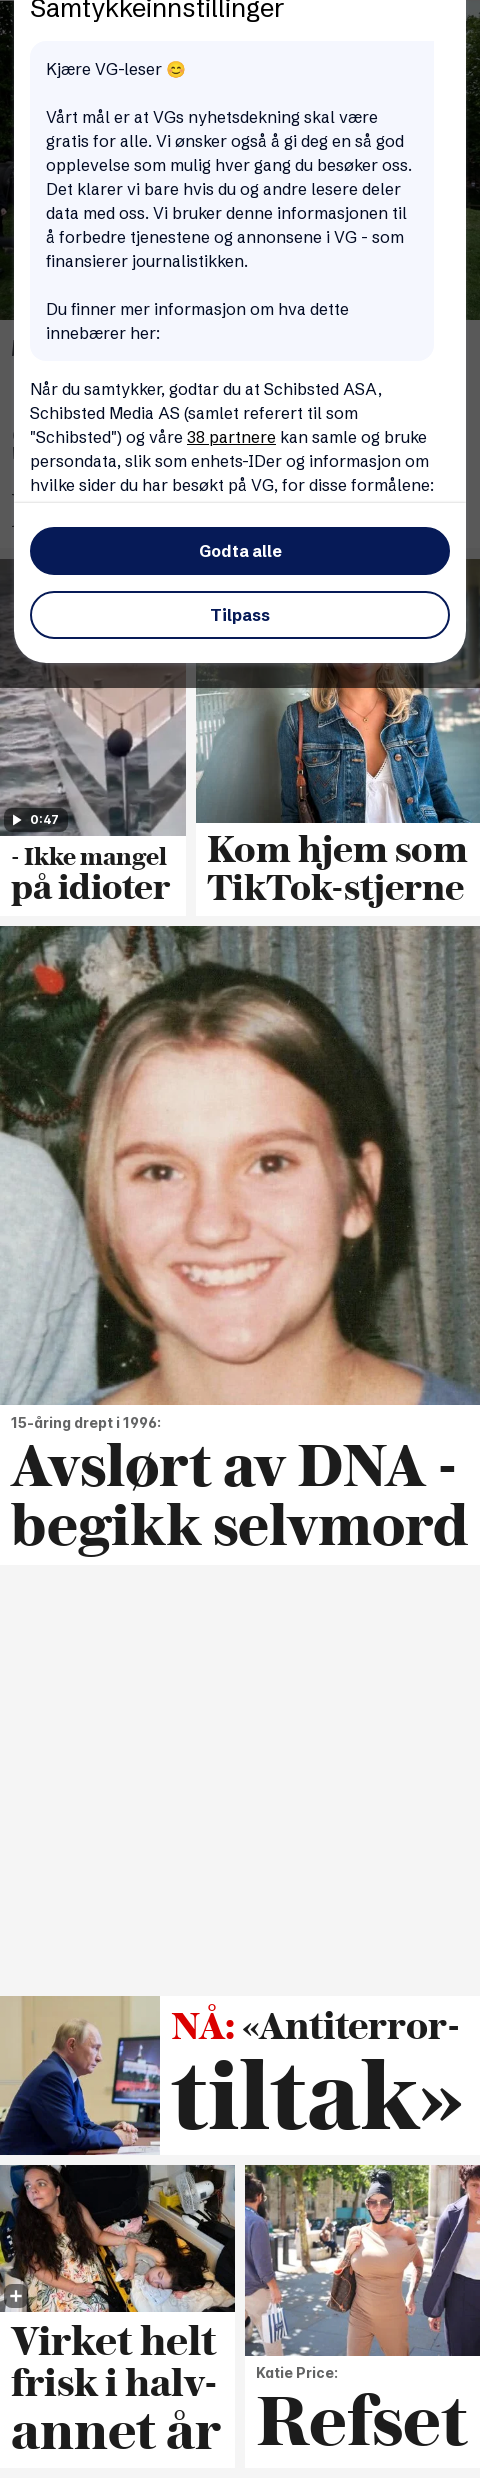 Samtykkeinnstillinger
Kjære VG-leser 😊
Vårt mål er at VGs nyhetsdekning skal være
gratis for alle. Vi ønsker også å gi deg en så god
opplevelse som mulig hver gang du besøker oss.
Det klarer vi bare hvis du og andre lesere deler
data med oss. Vi bruker denne informasjonen til
å forbedre tjenestene og annonsene i VG - som
finansierer journalistikken.
Du finner mer informasjon om hva dette
innebærer her:
Når du samtykker, godtar du at Schibsted ASA,
Schibsted Media AS (samlet referert til som
"Schibsted") og våre 38 partnere kan samle og bruke
persondata, slik som enhets-IDer og informasjon om
hvilke sider du har besøkt på VG, for disse formålene:
Godta alle
Tilpass
0:47
- Ikke mangel
på idioter
Kom hjem som
TikTok-stjerne
15-åring drept i 1996:
Avslørt av DNA -
begikk selvmord
NÅ: «Antiterror-
tiltak»
Virket helt
frisk i halv-
annet år
Katie Price:
Refset